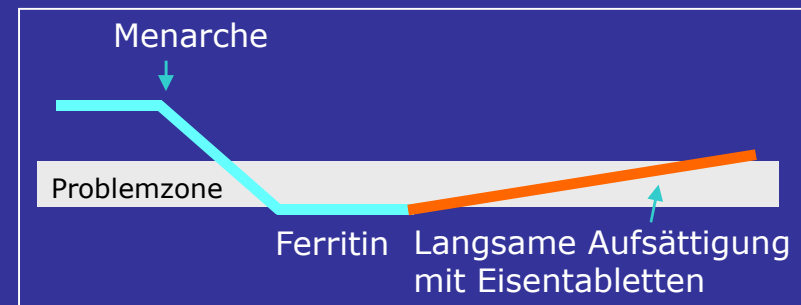 Menarche
Problemzone
Ferritin
Langsame Aufsättigung
mit Eisentabletten